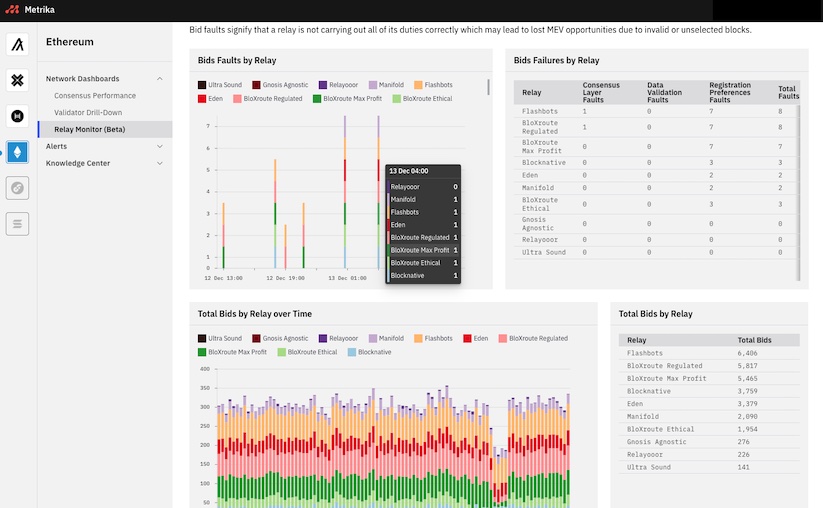 Metrika
Ethereum
Network Dashboards
Consensus Performance
Validator Drill-Down
Relay Monitor (Beta)
Alerts
Knowledge Center
Bid faults signify that a relay is not carrying out all of its duties correctly which may lead to lost MEV opportunities due to invalid or unselected blocks.
Bids Faults by Relay
Ultra Sound Gnosis Agnostic Relayooor Manifold Flashbots
Eden BloXroute Regulated BloXroute Max Profit BloXroute Ethical
7
6
5
4
3
2
1
0
12 Dec 13:00 12 Dec 19:00 13 Dec 01:00
13 Dec 04:00
Relayooor 0
Manifold 1
Flashbots 1
Eden 1
BloXroute Regulated 1
BloXroute Max Profit 1
BloXroute Ethical 1
Blocknative 1
Bids Failures by Relay
Relay Consensus Layer Faults Data Validation Faults Registration Preferences Faults Total Faults
Flashbots 1 0 7 8
BloXroute Regulated 1 0 7 8
BloXroute Max Profit 0 0 7 7
Blocknative 0 0 3 3
Eden 0 0 2 2
Manifold 0 0 2 2
BloXroute Ethical 0 0 3 3
Gnosis Agnostic 0 0 0 0
Relayooor 0 0 0 0
Ultra Sound 0 0 0 0
Total Bids by Relay over Time
Ultra Sound Gnosis Agnostic Relayooor Manifold Flashbots Eden BloXroute Regulated
BloXroute Max Profit BloXroute Ethical Blocknative
400
350
300
250
200
150
100
50
Total Bids by Relay
Relay Total Bids
Flashbots 6,406
BloXroute Regulated 5,817
BloXroute Max Profit 5,465
Blocknative 3,759
Eden 3,379
Manifold 2,090
BloXroute Ethical 1,954
Gnosis Agnostic 276
Relayooor 226
Ultra Sound 141